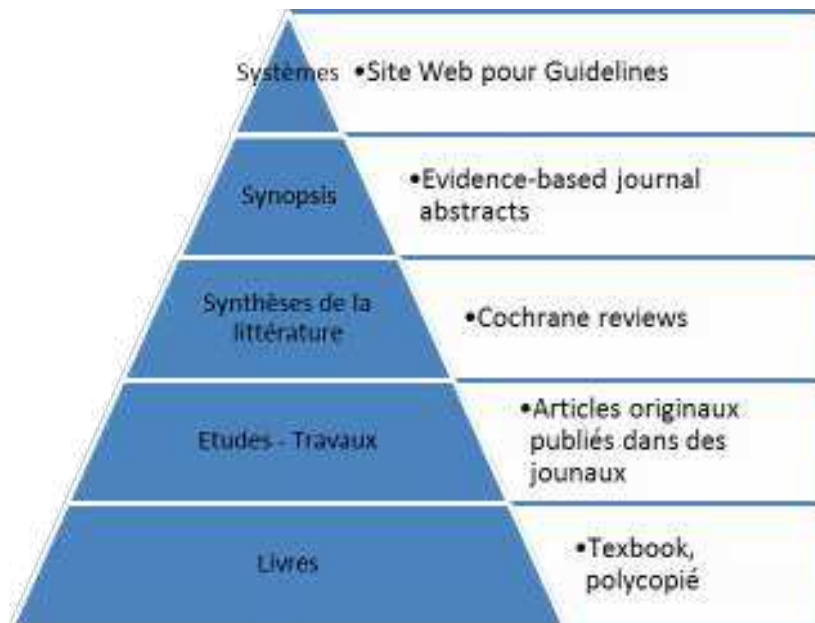 Systèmes •Site Web pour Guidelines
Synopsis
•Evidence-based journal
abstracts
Synthèses de la
littérature
•Cochrane reviews
Etudes - Travaux
•Articles originaux
publiés dans des
jounaux
Livres
•Texbook,
polycopié